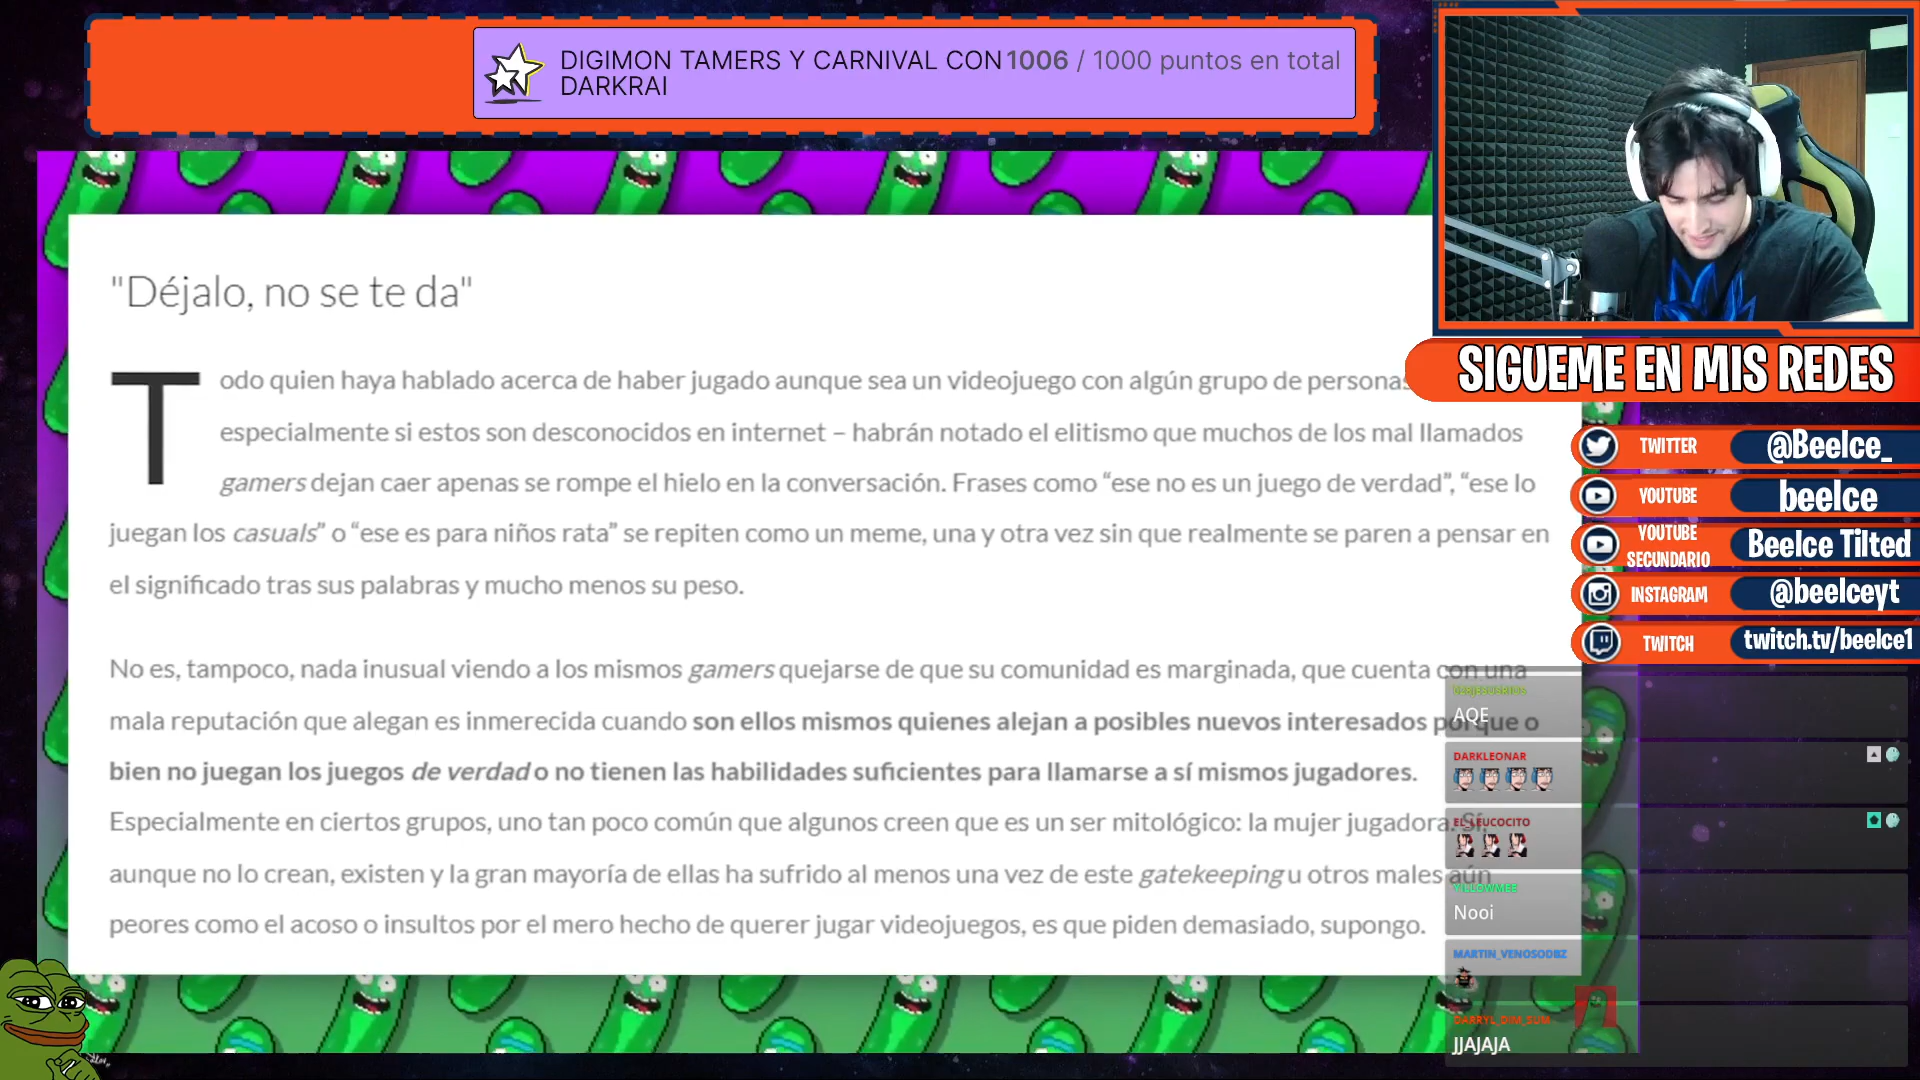 DIGIMON TAMERS Y CARNIVAL CON
DARKRAI
1006 / 1000 puntos en total
"Déjalo, no se te da"
Todo quien haya hablado acerca de haber jugado aunque sea un videojuego con algún grupo de personas
especialmente si estos son desconocidos en internet – habrán notado el elitismo que muchos de los mal llamados
gamers dejan caer apenas se rompe el hielo en la conversación. Frases como “ese no es un juego de verdad”, “ese lo
juegan los casuals” o “ese es para niños rata” se repiten como un meme, una y otra vez sin que realmente se paren a pensar en
el significado tras sus palabras y mucho menos su peso.
No es, tampoco, nada inusual viendo a los mismos gamers quejarse de que su comunidad es marginada, que cuenta con una
mala reputación que alegan es inmerecida cuando son ellos mismos quienes alejan a posibles nuevos interesados porque o
bien no juegan los juegos de verdad o no tienen las habilidades suficientes para llamarse a sí mismos jugadores.
Especialmente en ciertos grupos, uno tan poco común que algunos creen que es un ser mitológico: la mujer jugadora. Sí,
aunque no lo crean, existen y la gran mayoría de ellas ha sufrido al menos una vez de este gatekeeping u otros males aún
peores como el acoso o insultos por el mero hecho de querer jugar videojuegos, es que piden demasiado, supongo.
SIGUEME EN MIS REDES
TWITTER @Beelce_
YOUTUBE beelce
YOUTUBE SECUNDARIO Beelce Tilted
INSTAGRAM @beelceyt
TWITCH twitch.tv/beelce1
AQE
DARKLEONAR
EL_LEUCOCITO
YLLOWMEE
Nooi
MARTIN_VENOSODBZ
DARRYL_DIM_SUM
JJAJAJA